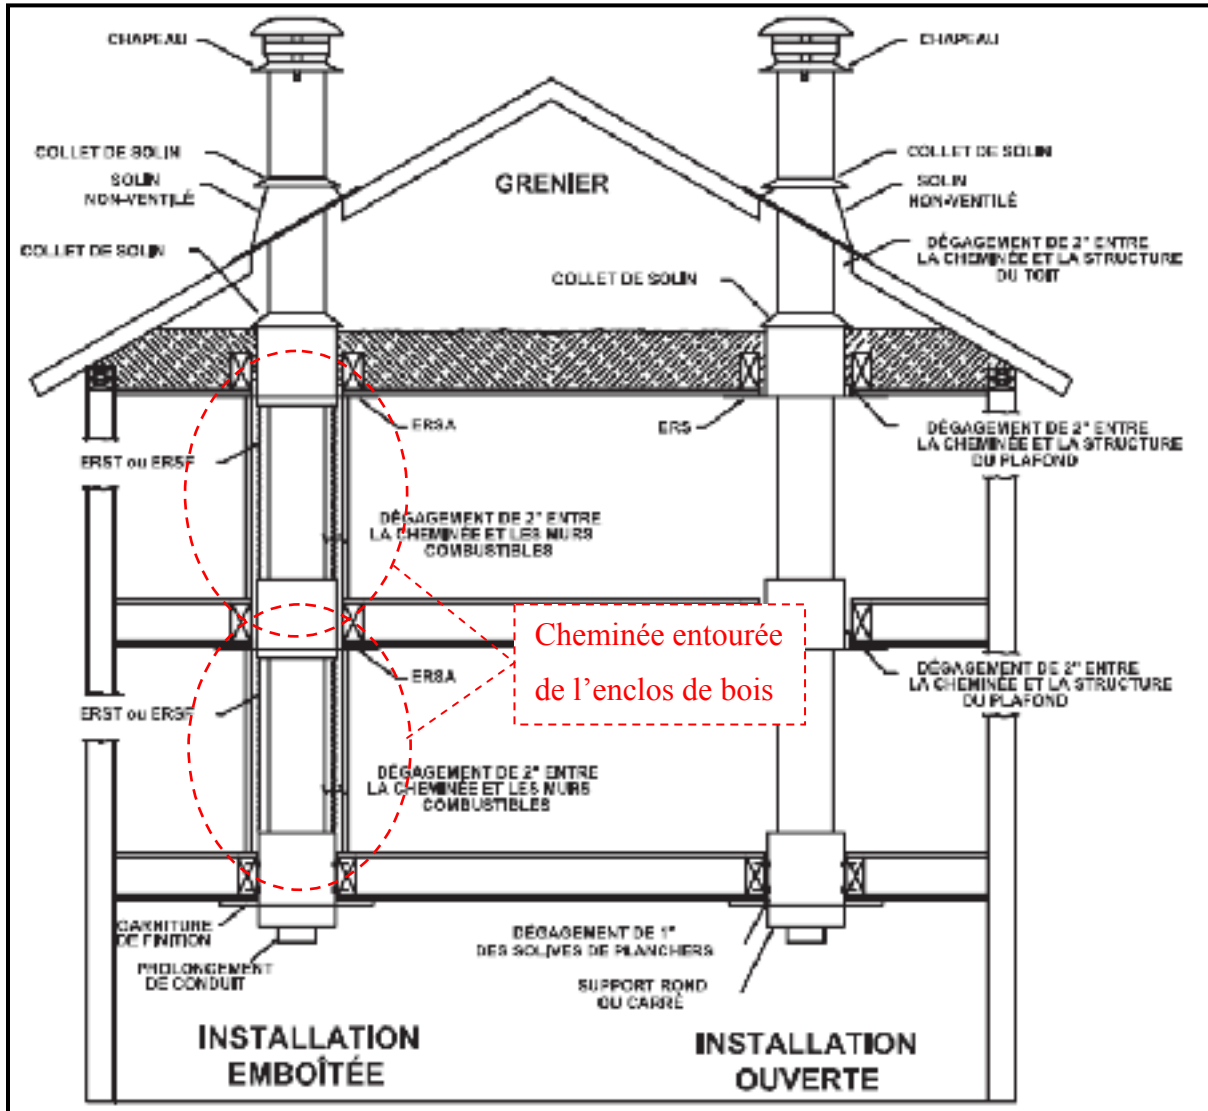 CHAPEAU
CHAPEAU
COLLET DE SOLIN
SOLIN
NON-VENTILÉ
COLLET DE SOLIN
GRENIER
COLLET DE SOLIN
SOLIN
NON-VENTILÉ
DÉGAGEMENT DE 2" ENTRE
LA CHEMINÉE ET LA STRUCTURE
DU TOIT
COLLET DE SOLIN
ERSA
ERS
DÉGAGEMENT DE 2" ENTRE
LA CHEMINÉE ET LA STRUCTURE
DU PLAFOND
ERST ou ERSF
DÉGAGEMENT DE 2" ENTRE
LA CHEMINÉE ET LES MURS
COMBUSTIBLES
Cheminée entourée
de l'enclos de bois
ERSA
DÉGAGEMENT DE 2" ENTRE
LA CHEMINÉE ET LA STRUCTURE
DU PLAFOND
ERST ou ERSF
DÉGAGEMENT DE 2" ENTRE
LA CHEMINÉE ET LES MURS
COMBUSTIBLES
GARNITURE
DE FINITION
PROLONGEMENT
DE CONDUIT
DÉGAGEMENT DE 1"
DES SOLIVES DE PLANCHERS
SUPPORT ROND
OU CARRÉ
INSTALLATION
EMBOÎTÉE
INSTALLATION
OUVERTE